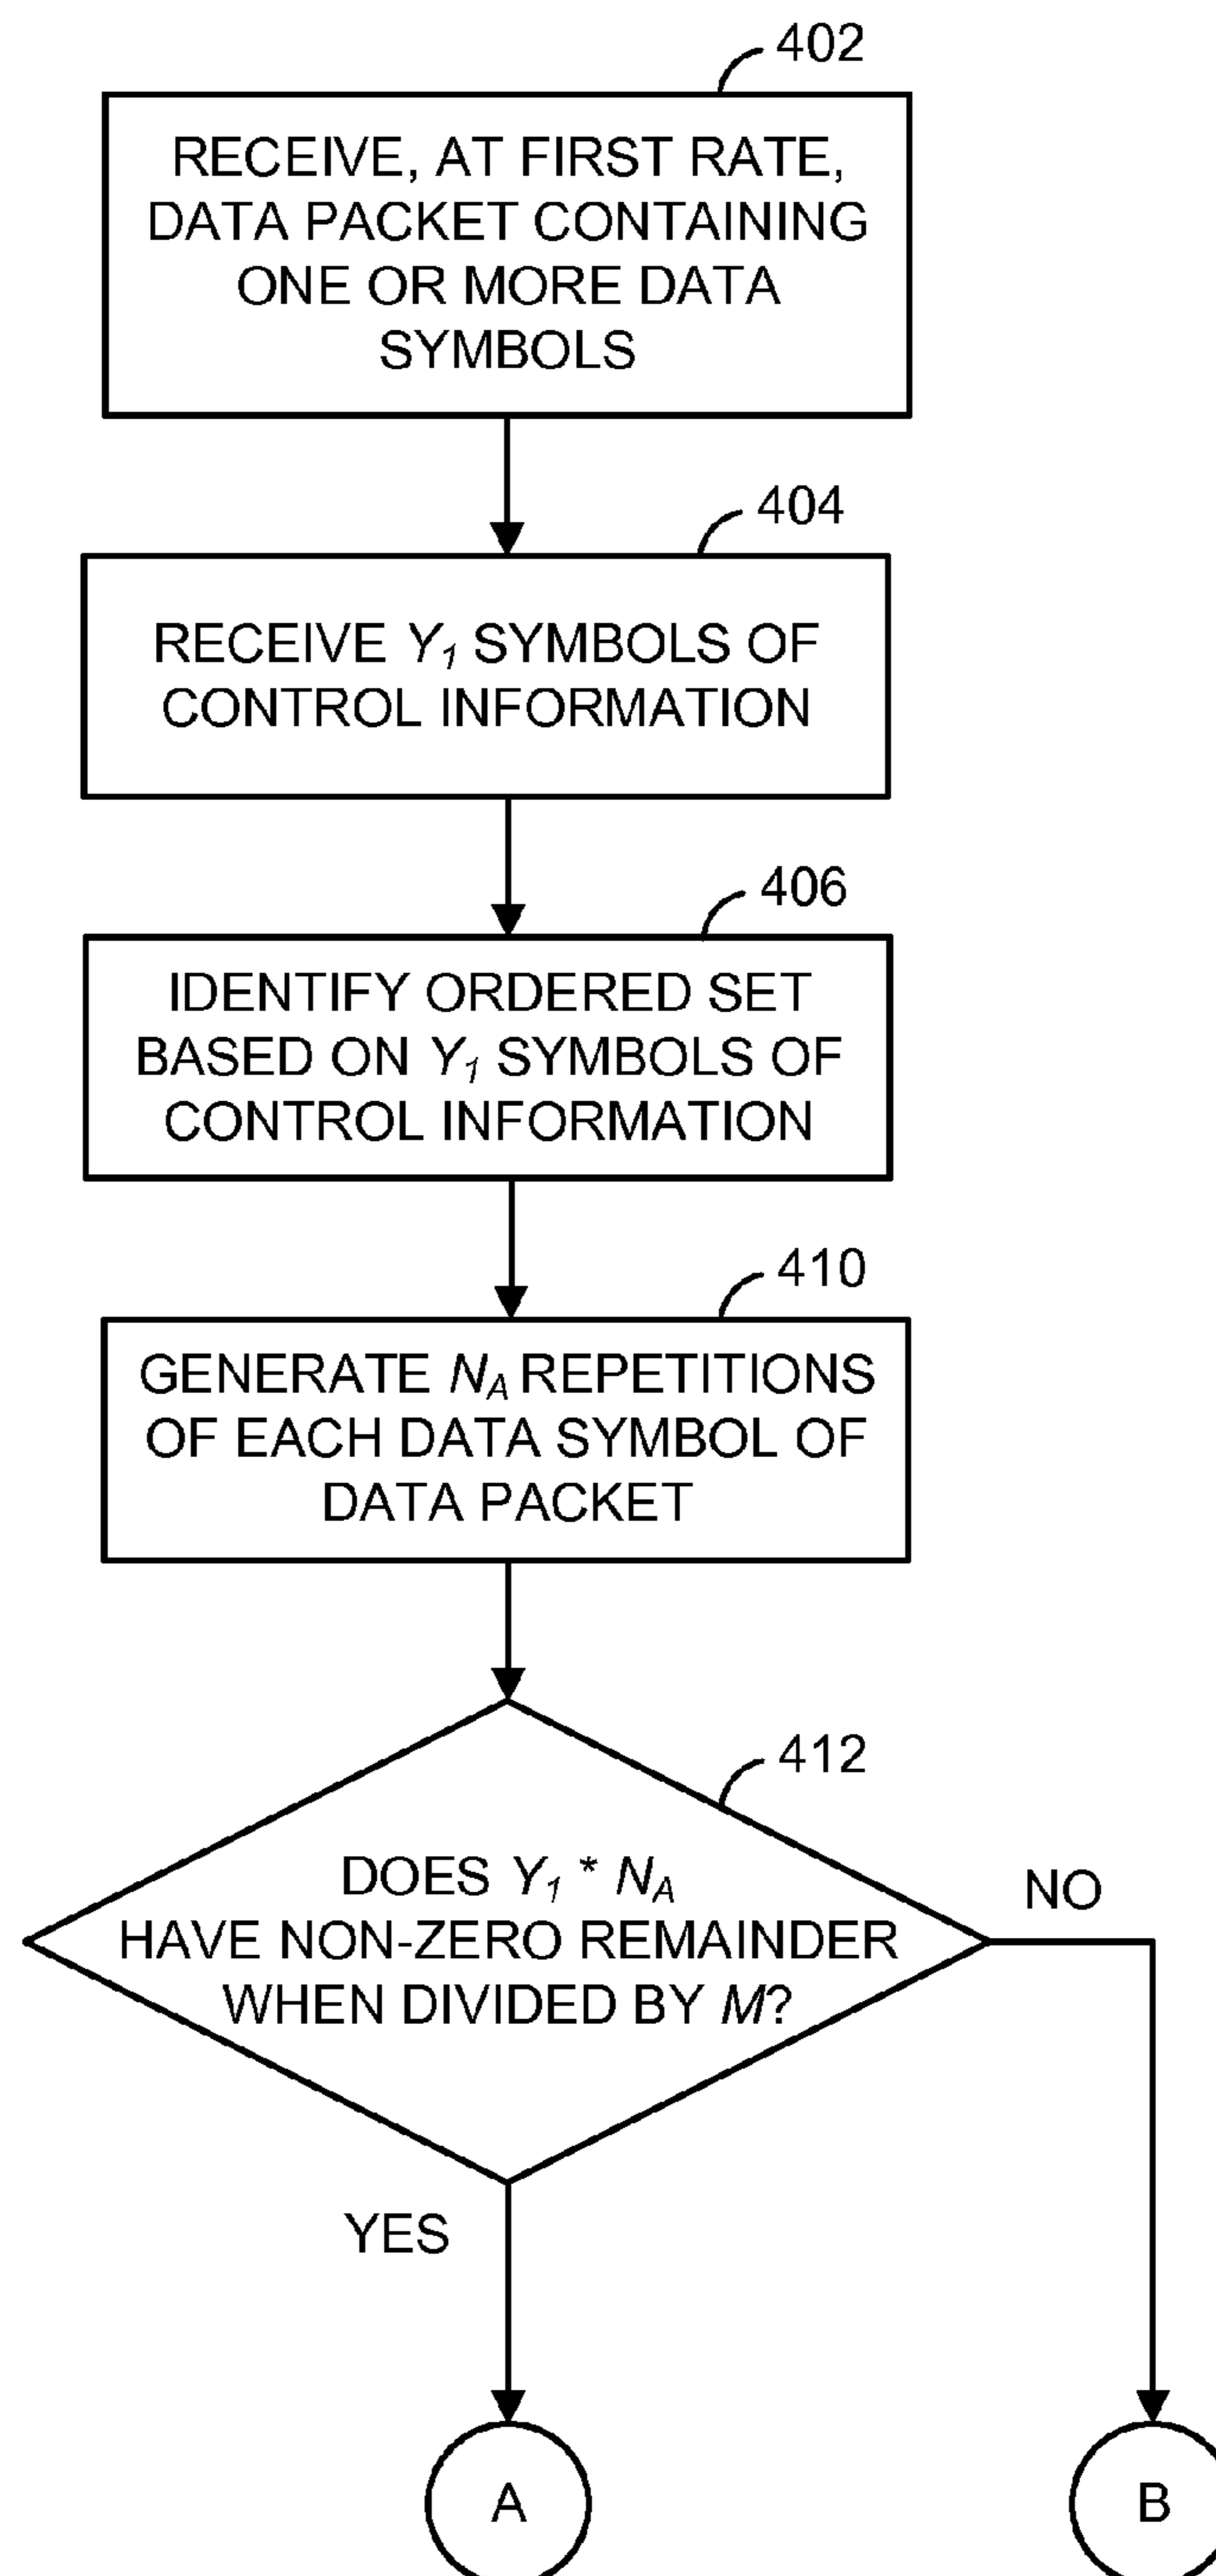 402
RECEIVE, AT FIRST RATE,
DATA PACKET CONTAINING
ONE OR MORE DATA
SYMBOLS
404
RECEIVE Y₁ SYMBOLS OF
CONTROL INFORMATION
406
IDENTIFY ORDERED SET
BASED ON Y₁ SYMBOLS OF
CONTROL INFORMATION
410
GENERATE N_A REPETITIONS
OF EACH DATA SYMBOL OF
DATA PACKET
412
DOES Y₁ * N_A
HAVE NON-ZERO REMAINDER
WHEN DIVIDED BY M?
NO
YES
A
B